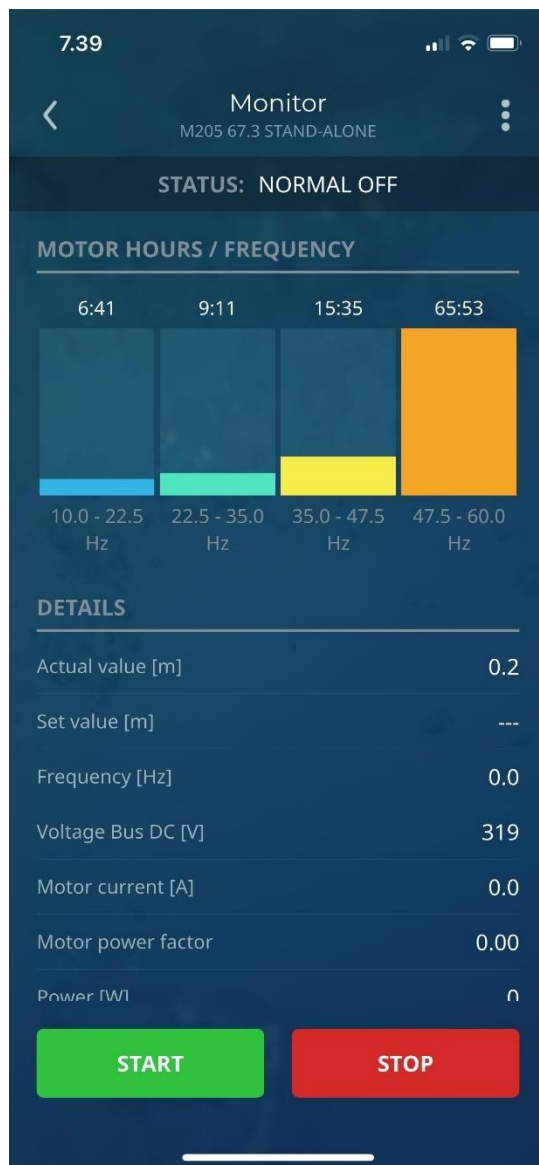 7.39
Monitor
M205 67.3 STAND-ALONE
STATUS: NORMAL OFF
MOTOR HOURS / FREQUENCY
6:41 9:11 15:35 65:53
10.0 - 22.5 22.5 - 35.0 35.0 - 47.5 47.5 - 60.0
Hz Hz Hz Hz
DETAILS
Actual value [m] 0.2
Set value [m] ---
Frequency [Hz] 0.0
Voltage Bus DC [V] 319
Motor current [A] 0.0
Motor power factor 0.00
Power [W] 0
START STOP